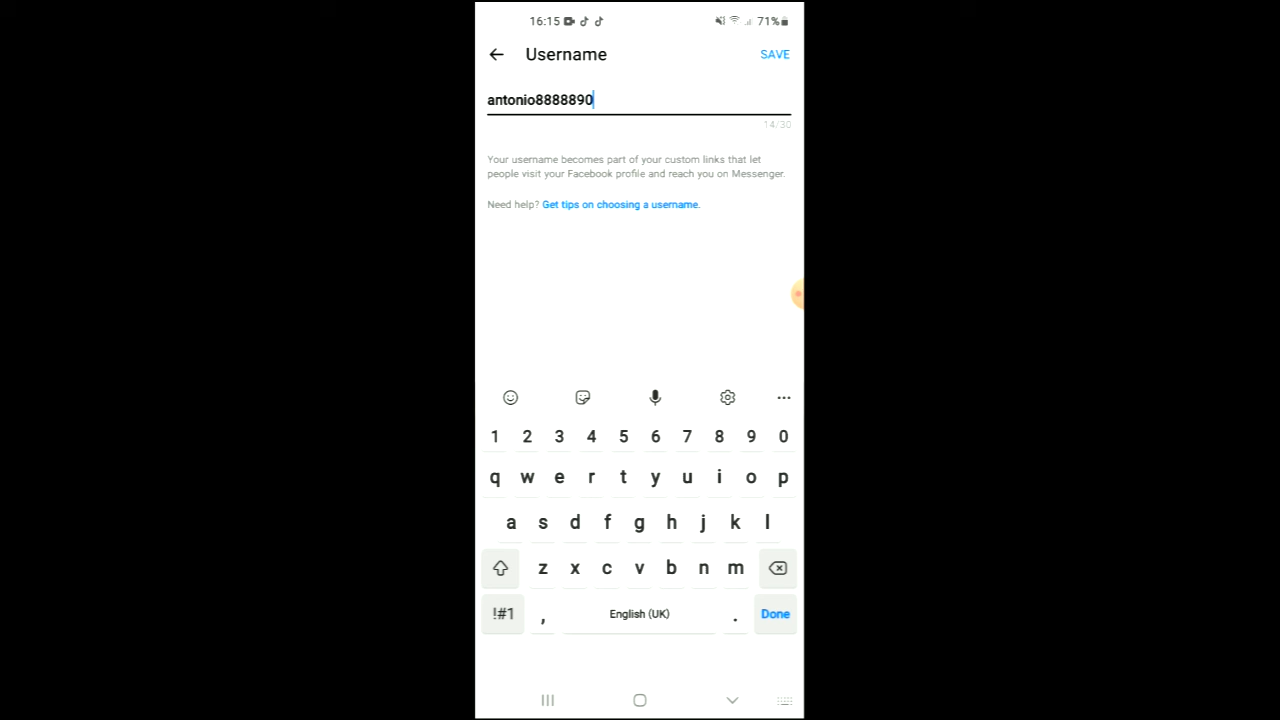 16:15 71%
Username SAVE
antonio8888890
14/30
Your username becomes part of your custom links that let
people visit your Facebook profile and reach you on Messenger.
Need help? Get tips on choosing a username.
1 2 3 4 5 6 7 8 9 0
q w e r t y u i o p
a s d f g h j k l
z x c v b n m
!#1 , English (UK) . Done